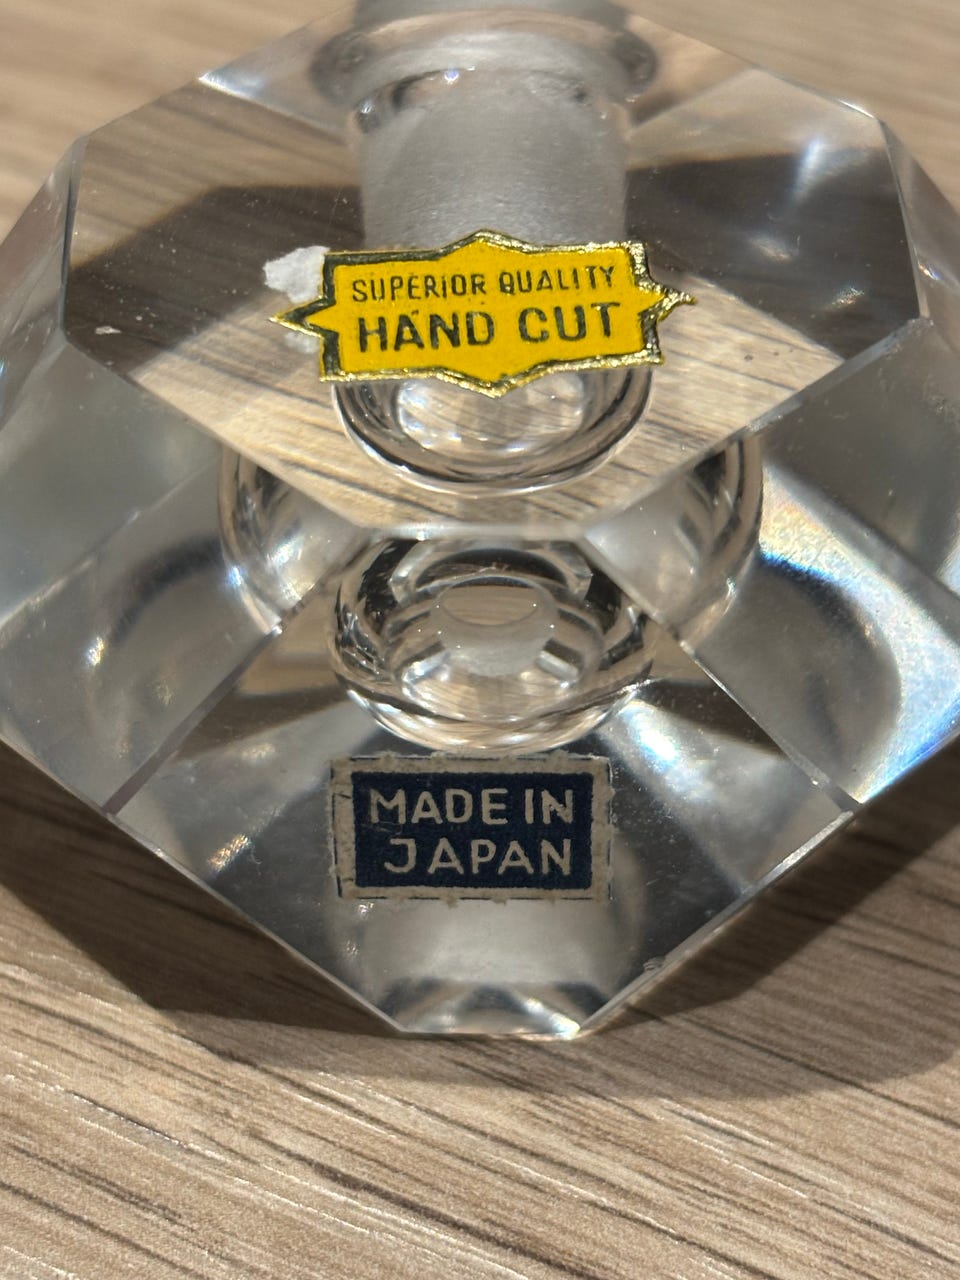 SUPERIOR QUALITY
HAND CUT
MADE IN
JAPAN